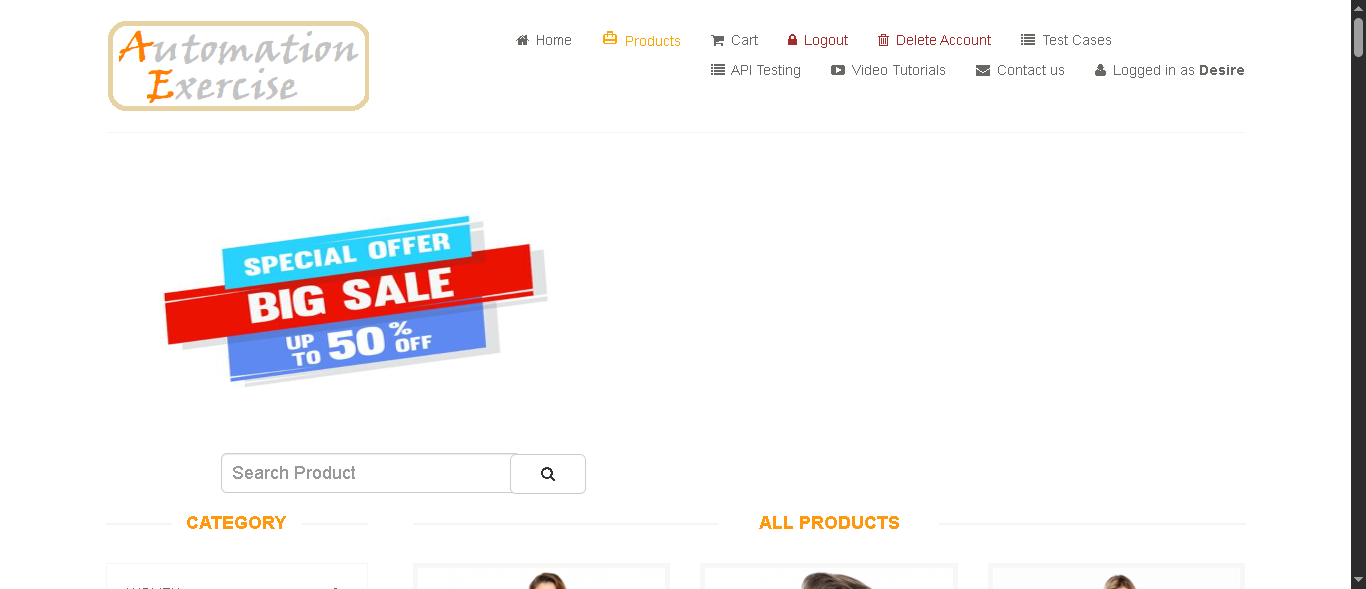 Automation
Exercise
Home Products Cart Logout Delete Account Test Cases
API Testing Video Tutorials Contact us Logged in as Desire
SPECIAL OFFER
BIG SALE
UP TO 50% OFF
Search Product
CATEGORY
ALL PRODUCTS